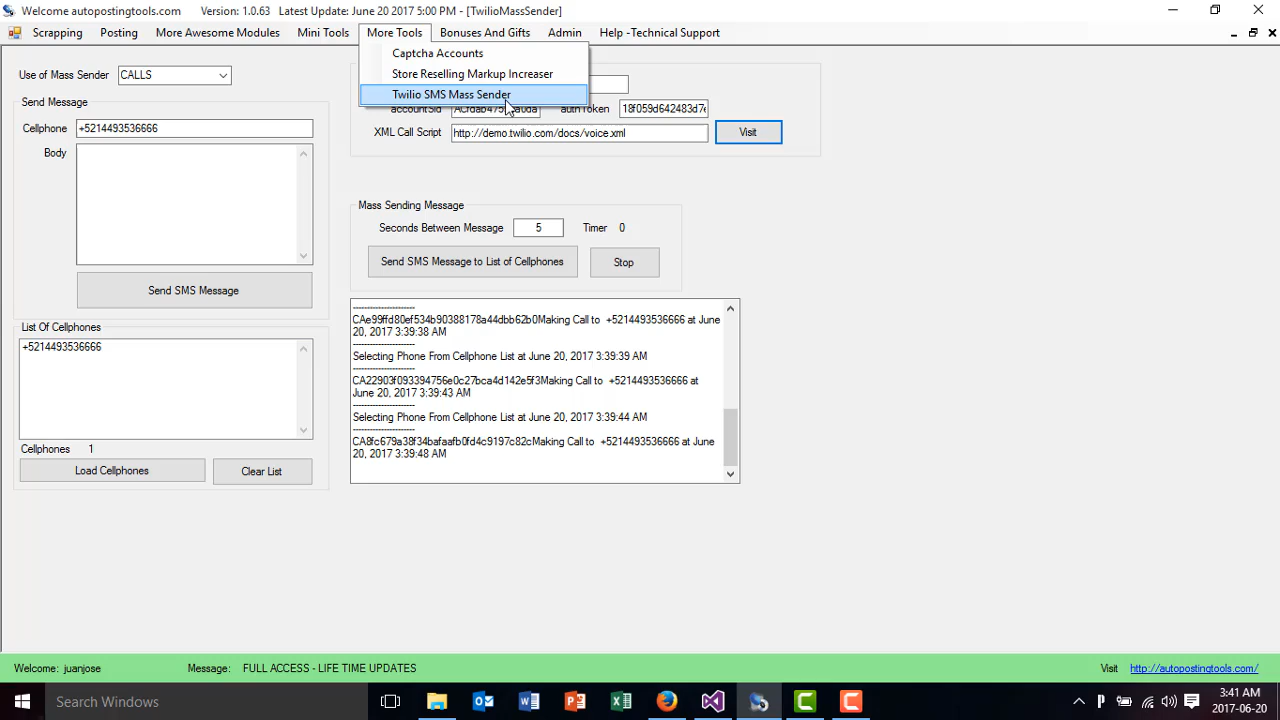 Welcome autopostingtools.com Version: 1.0.63 Latest Update: June 20 2017 5:00 PM - [TwilioMassSender]
Scrapping Posting More Awesome Modules Mini Tools More Tools Bonuses And Gifts Admin Help -Technical Support
Captcha Accounts
Store Reselling Markup Increaser
Twilio SMS Mass Sender
Use of Mass Sender CALLS
Send Message
Cellphone +5214493536666
Body
Send SMS Message
List Of Cellphones
+5214493536666
Cellphones 1
Load Cellphones Clear List
accountSid authToken
XML Call Script http://demo.twilio.com/docs/voice.xml Visit
Mass Sending Message
Seconds Between Message 5 Timer 0
Send SMS Message to List of Cellphones Stop
---------------------
CAe99ffd80ef534b90388178a44dbb62b0Making Call to +5214493536666 at June
20, 2017 3:39:38 AM
---------------------
Selecting Phone From Cellphone List at June 20, 2017 3:39:39 AM
---------------------
CA22903f093394756e0c27bca4d142e5f3Making Call to +5214493536666 at
June 20, 2017 3:39:43 AM
---------------------
Selecting Phone From Cellphone List at June 20, 2017 3:39:44 AM
---------------------
CA8fc679a38f34bafaafb0fd4c9197c82cMaking Call to +5214493536666 at June
20, 2017 3:39:48 AM
Welcome: juanjose Message: FULL ACCESS - LIFE TIME UPDATES Visit http://autopostingtools.com/
Search Windows
3:41 AM
2017-06-20